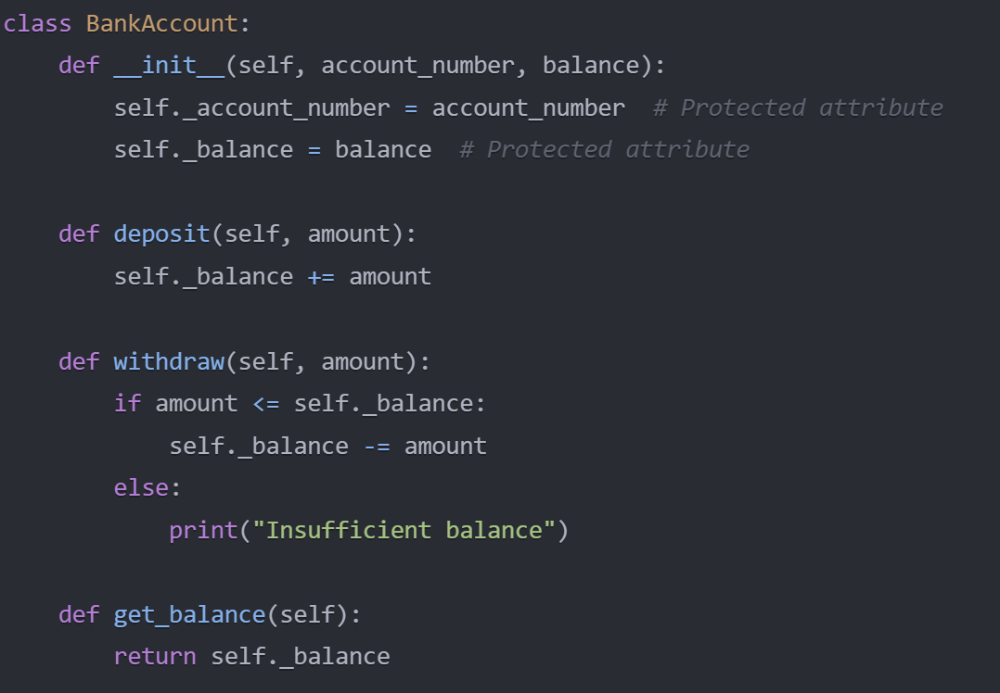 class BankAccount:
    def __init__(self, account_number, balance):
        self._account_number = account_number  # Protected attribute
        self._balance = balance  # Protected attribute

    def deposit(self, amount):
        self._balance += amount

    def withdraw(self, amount):
        if amount <= self._balance:
            self._balance -= amount
        else:
            print("Insufficient balance")

    def get_balance(self):
        return self._balance